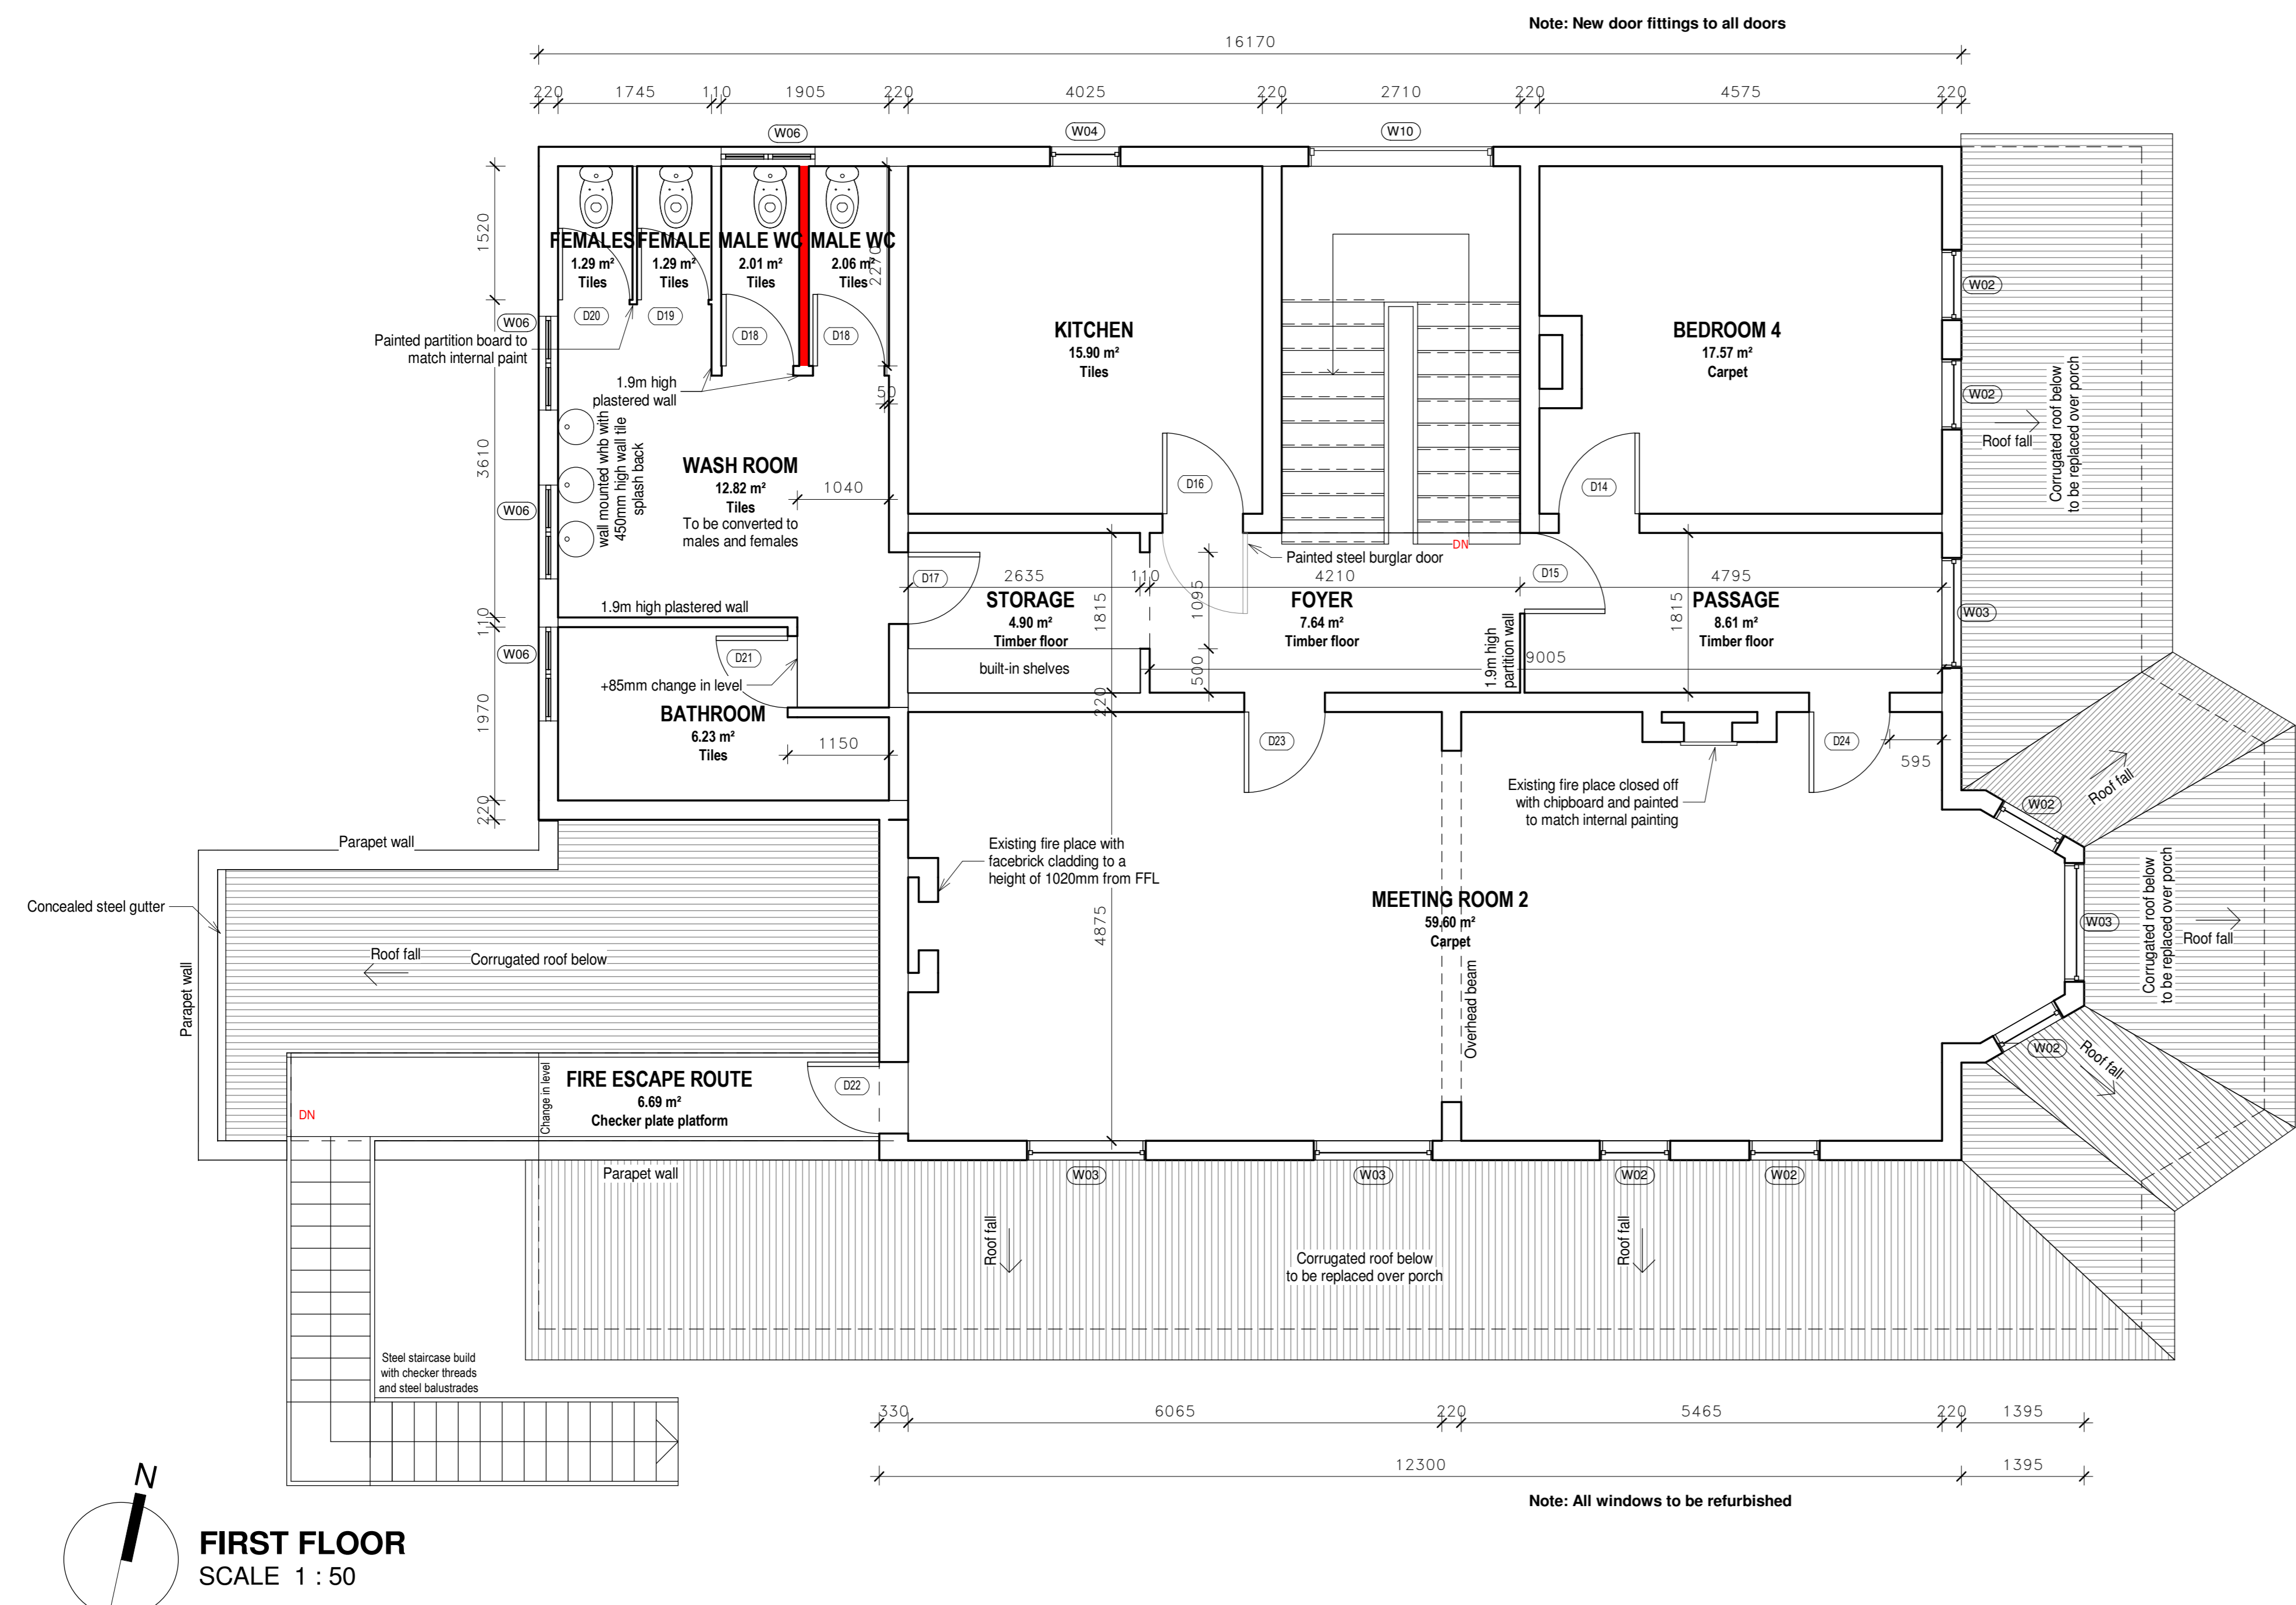 Note: New door fittings to all doors
16170
220
1745
110
1905
220
4025
220
2710
220
4575
220
W06
W04
W10
1520
3610
110
1970
220
FEMALES
1.29 m²
Tiles
FEMALE
1.29 m²
Tiles
MALE WC
2.01 m²
Tiles
MALE WC
2.06 m²
Tiles
2270
D20
D19
D18
D18
W06
Painted partition board to
match internal paint
1.9m high
plastered wall
50
KITCHEN
15.90 m²
Tiles
BEDROOM 4
17.57 m²
Carpet
W02
W02
Roof fall
Corrugated roof below
to be replaced over porch
wall mounted whb with
450mm high wall tile
splash back
WASH ROOM
12.82 m²
Tiles
To be converted to
males and females
1040
W06
D16
D14
Painted steel burglar door
DN
D17
2635
110
1095
4210
D15
4795
STORAGE
4.90 m²
Timber floor
1815
FOYER
7.64 m²
Timber floor
PASSAGE
8.61 m²
Timber floor
1815
W03
1.9m high plastered wall
W06
D21
+85mm change in level
built-in shelves
500
220
1.9m high
partition wall
9005
BATHROOM
6.23 m²
Tiles
1150
D23
D24
595
Existing fire place closed off
with chipboard and painted
to match internal painting
Roof fall
W02
Parapet wall
Existing fire place with
facebrick cladding to a
height of 1020mm from FFL
4875
MEETING ROOM 2
59.60 m²
Carpet
Overhead beam
W03
Corrugated roof below
to be replaced over porch
Roof fall
Concealed steel gutter
Parapet wall
Roof fall
Corrugated roof below
W02
Roof fall
Change in level
FIRE ESCAPE ROUTE
6.69 m²
Checker plate platform
D22
DN
Parapet wall
W03
W03
W02
W02
Roof fall
Roof fall
Corrugated roof below
to be replaced over porch
Steel staircase build
with checker threads
and steel balustrades
330
6065
220
5465
220
1395
12300
1395
Note: All windows to be refurbished
N
FIRST FLOOR
SCALE 1 : 50